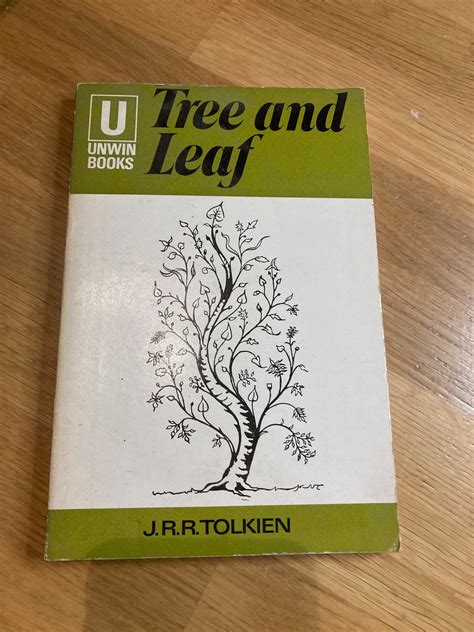 U
UNWIN
BOOKS
Tree and
Leaf
J.R.R.TOLKIEN